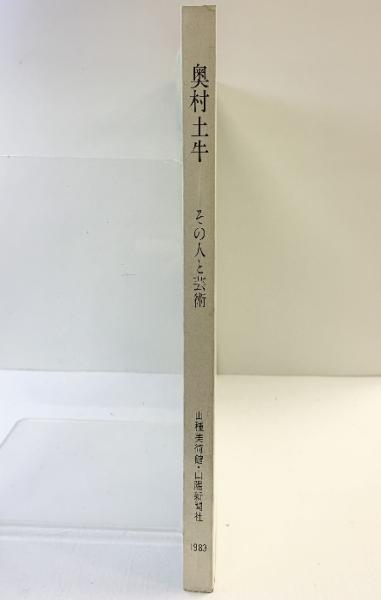 奥村土牛
その人と芸術
山種美術館・山陽新聞社
1983